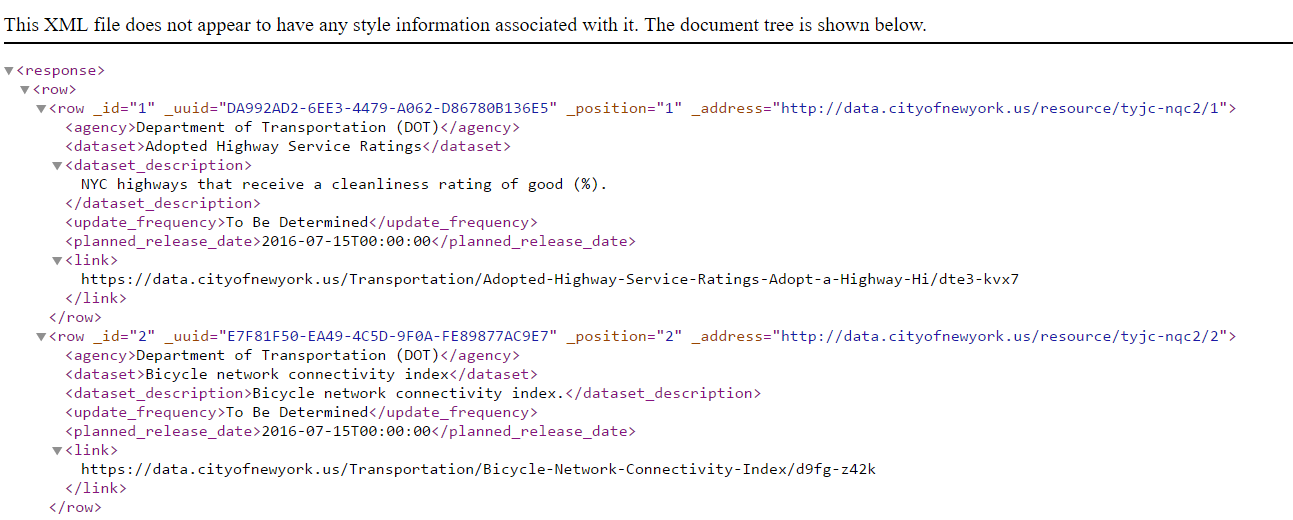 This XML file does not appear to have any style information associated with it. The document tree is shown below.
<response>
<row>
<row _id="1" _uuid="DA992AD2-6EE3-4479-A062-D86780B136E5" _position="1" _address="http://data.cityofnewyork.us/resource/tyjc-nqc2/1">
<agency>Department of Transportation (DOT)</agency>
<dataset>Adopted Highway Service Ratings</dataset>
<dataset_description>
NYC highways that receive a cleanliness rating of good (%).
</dataset_description>
<update_frequency>To Be Determined</update_frequency>
<planned_release_date>2016-07-15T00:00:00</planned_release_date>
<link>
https://data.cityofnewyork.us/Transportation/Adopted-Highway-Service-Ratings-Adopt-a-Highway-Hi/dte3-kvx7
</link>
</row>
<row _id="2" _uuid="E7F81F50-EA49-4C5D-9F0A-FE89877AC9E7" _position="2" _address="http://data.cityofnewyork.us/resource/tyjc-nqc2/2">
<agency>Department of Transportation (DOT)</agency>
<dataset>Bicycle network connectivity index</dataset>
<dataset_description>Bicycle network connectivity index.</dataset_description>
<update_frequency>To Be Determined</update_frequency>
<planned_release_date>2016-07-15T00:00:00</planned_release_date>
<link>
https://data.cityofnewyork.us/Transportation/Bicycle-Network-Connectivity-Index/d9fg-z42k
</link>
</row>